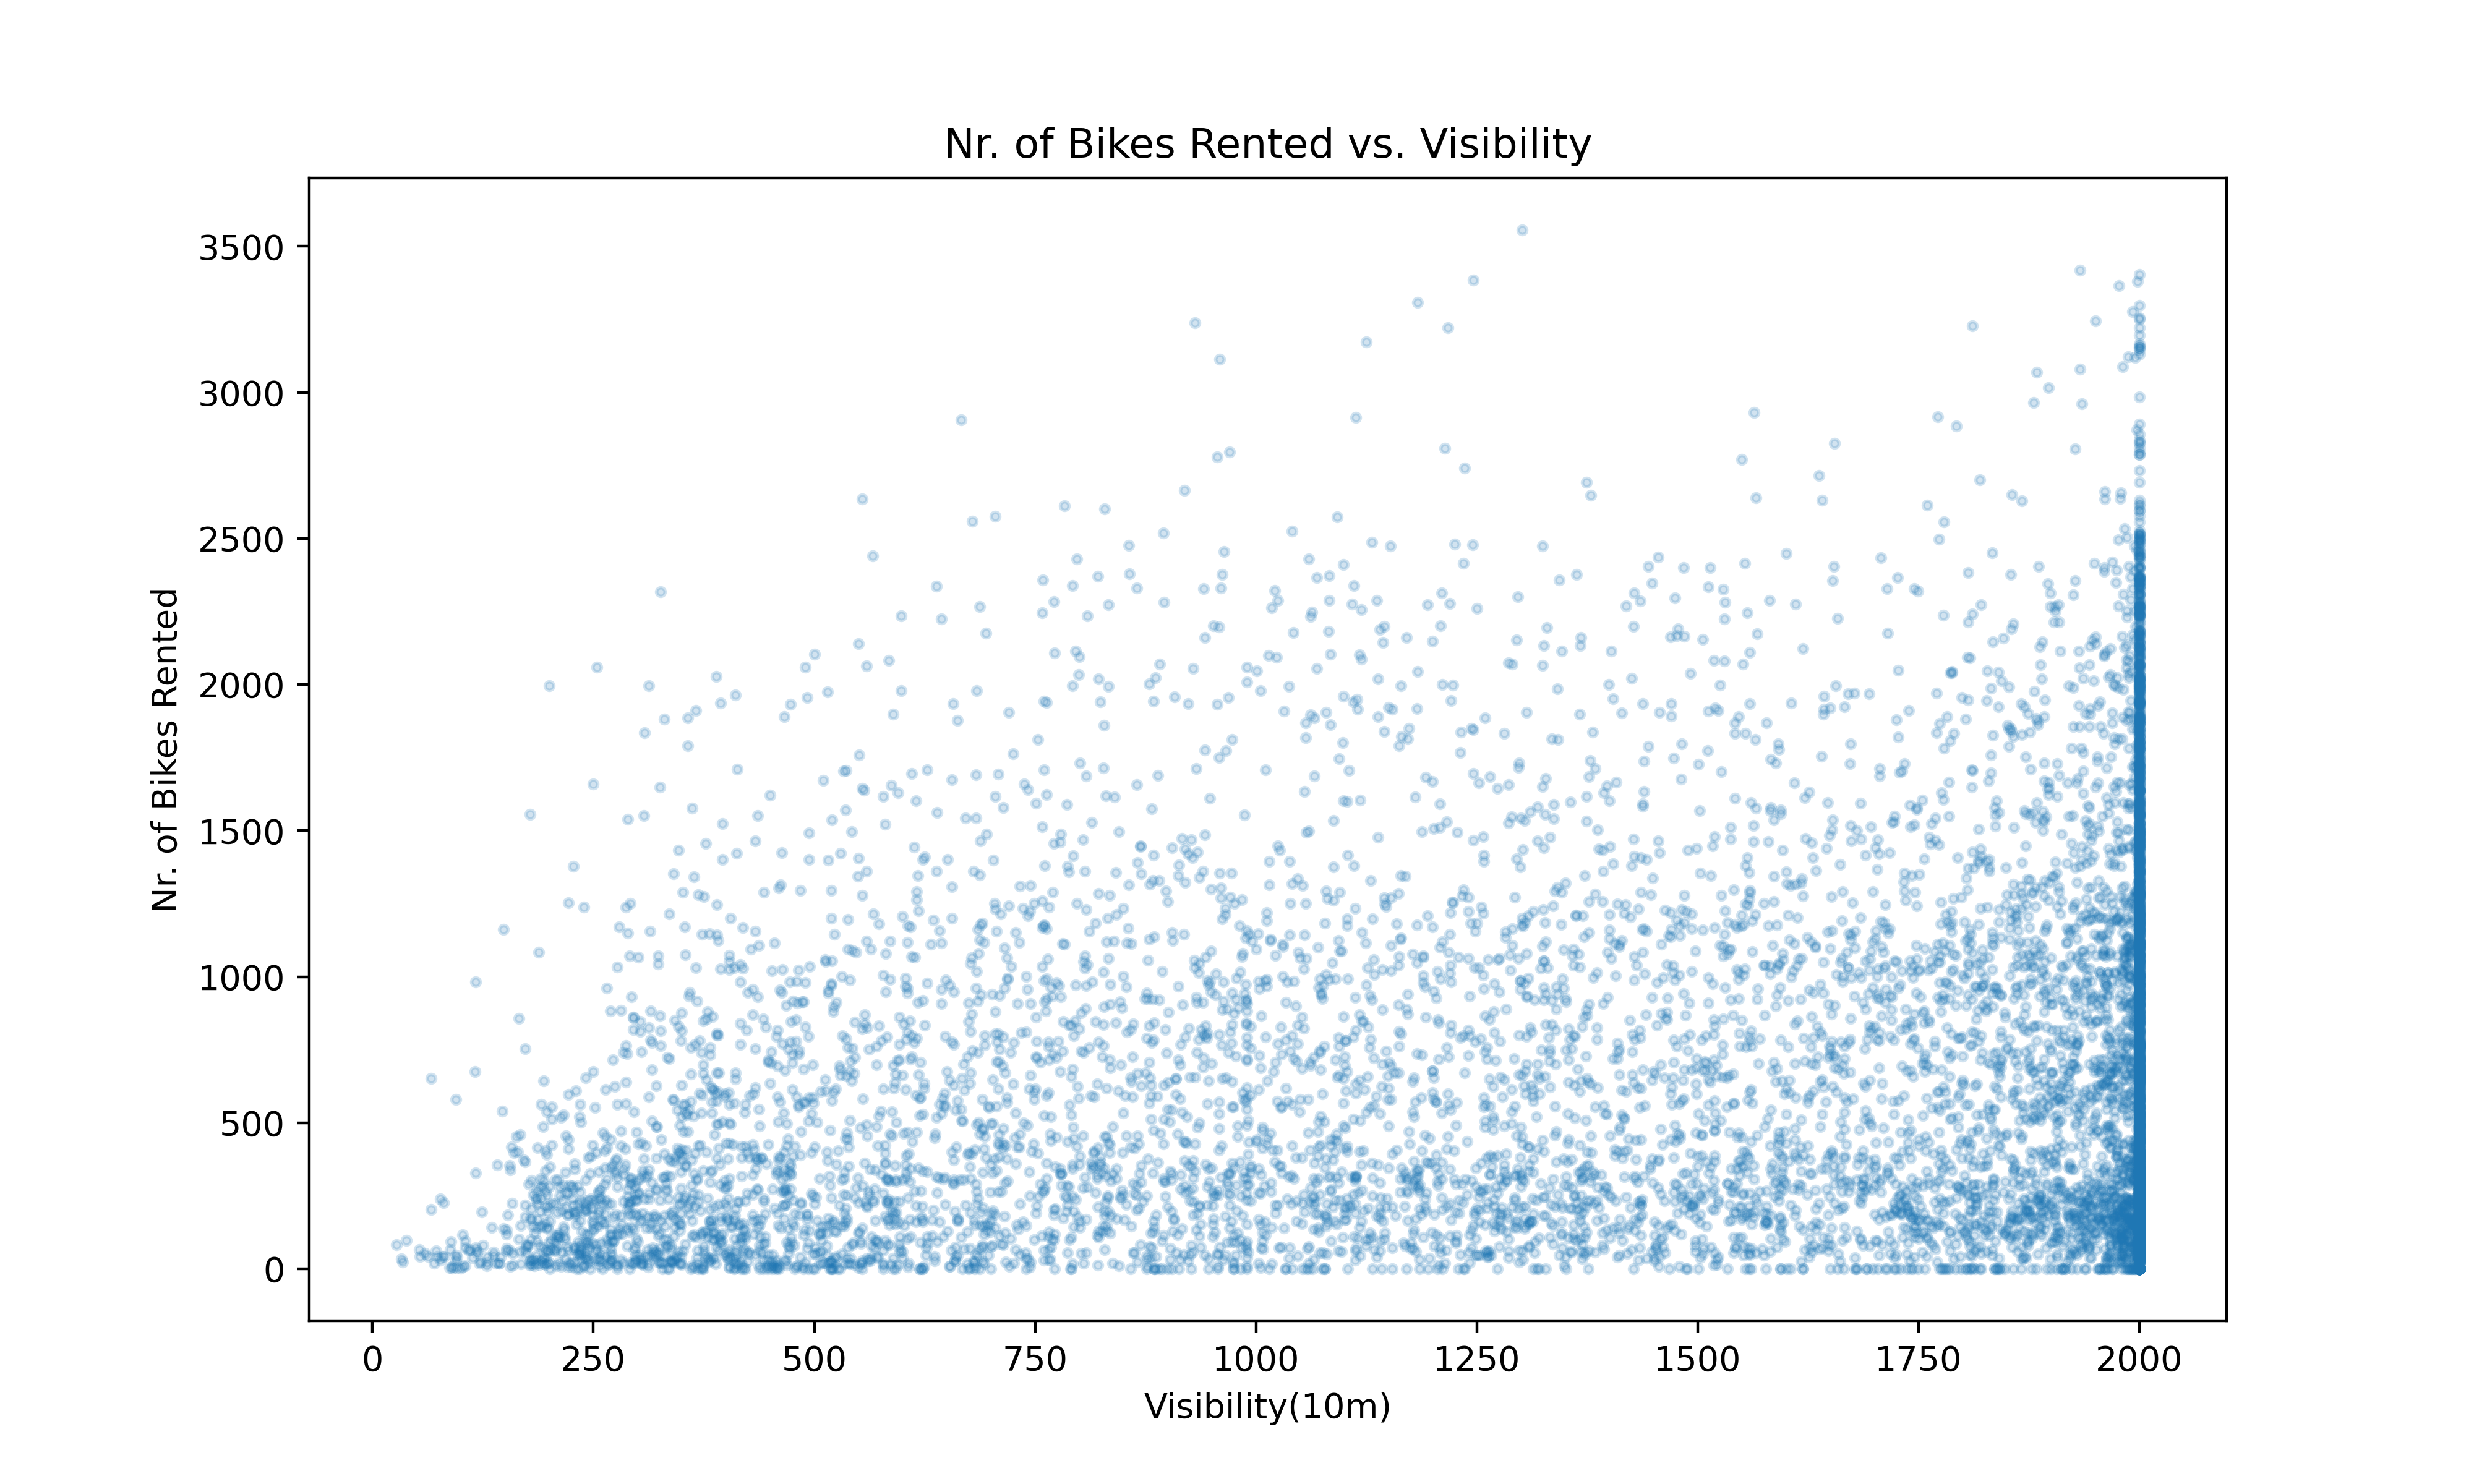 Nr. of Bikes Rented vs. Visibility
Nr. of Bikes Rented
3500
3000
2500
2000
1500
1000
500
0
0 250 500 750 1000 1250 1500 1750 2000
Visibility(10m)